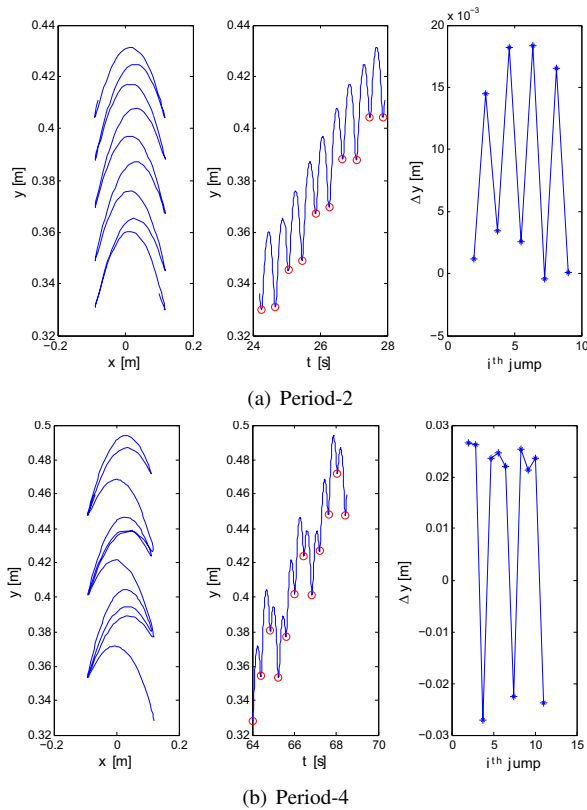 x 10⁻³
0.44
0.42
0.4
0.38
0.36
0.34
0.32
y [m]
−0.2 0 0.2
x [m]
0.44
0.42
0.4
0.38
0.36
0.34
0.32
y [m]
24 26 28
t [s]
20
15
10
5
0
−5
Δ y [m]
0 5 10
i^th jump
(a) Period-2
0.5
0.48
0.46
0.44
0.42
0.4
0.38
0.36
0.34
0.32
y [m]
−0.2 0 0.2
x [m]
0.5
0.48
0.46
0.44
0.42
0.4
0.38
0.36
0.34
0.32
y [m]
64 66 68 70
t [s]
0.03
0.02
0.01
0
−0.01
−0.02
−0.03
Δ y [m]
0 5 10 15
i^th jump
(b) Period-4